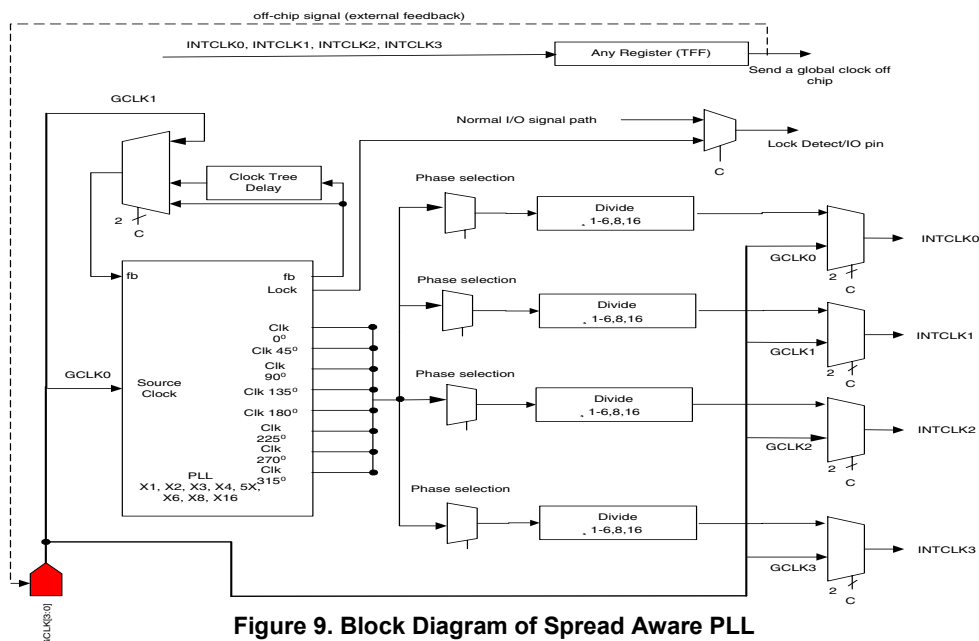 off-chip signal (external feedback)
INTCLK0, INTCLK1, INTCLK2, INTCLK3
Any Register (TFF)
Send a global clock off
chip
GCLK1
Normal I/O signal path
Lock Detect/IO pin
C
Clock Tree
Delay
2
C
Phase selection
Divide
1-6,8,16
INTCLK0
GCLK0
2
C
fb
fb
Lock
Phase selection
Divide
1-6,8,16
INTCLK1
GCLK1
2
C
Clk
0°
Clk 45°
Clk
90°
Clk 135°
Clk 180°
Clk
225°
Clk
270°
Clk
315°
GCLK0
Source
Clock
PLL
X1, X2, X3, X4, 5X,
X6, X8, X16
Phase selection
Divide
1-6,8,16
INTCLK2
GCLK2
2
C
Phase selection
Divide
1-6,8,16
INTCLK3
GCLK3
2
C
Figure 9. Block Diagram of Spread Aware PLL